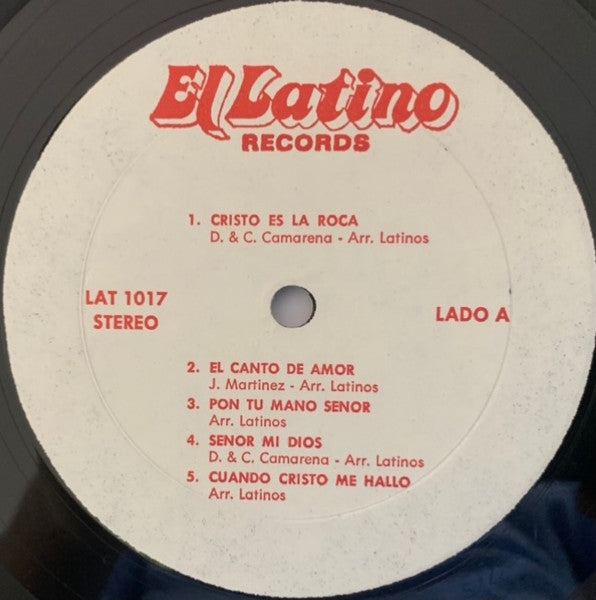 El Latino
RECORDS
1. CRISTO ES LA ROCA
D. & C. Camarena - Arr. Latinos
LAT 1017
STEREO
LADO A
2. EL CANTO DE AMOR
J. Martinez - Arr. Latinos
3. PON TU MANO SENOR
Arr. Latinos
4. SENOR MI DIOS
D. & C. Camarena - Arr. Latinos
5. CUANDO CRISTO ME HALLO
Arr. Latinos